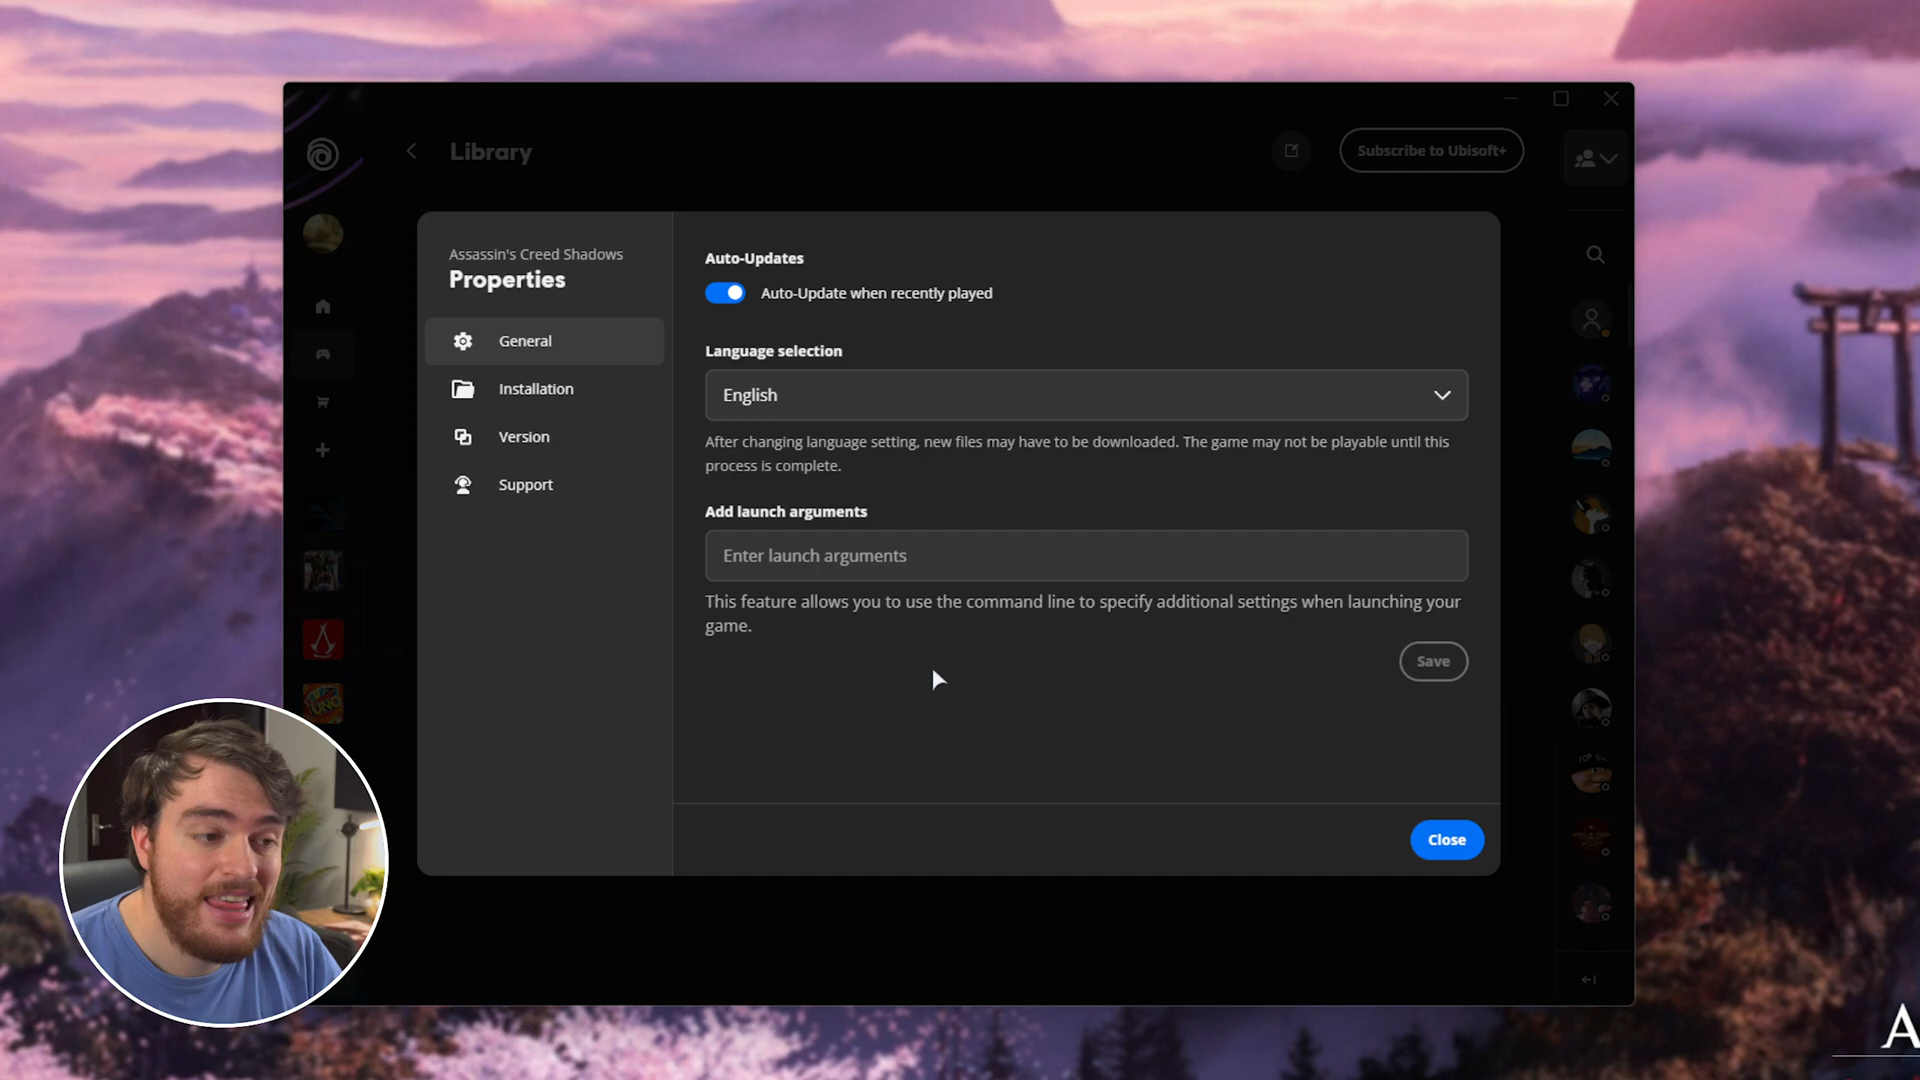 Library
Subscribe to Ubisoft+
Assassin's Creed Shadows
Properties
General
Installation
Version
Support
Auto-Updates
Auto-Update when recently played
Language selection
English
After changing language setting, new files may have to be downloaded. The game may not be playable until this
process is complete.
Add launch arguments
Enter launch arguments
This feature allows you to use the command line to specify additional settings when launching your
game.
Save
Close
UNO
A